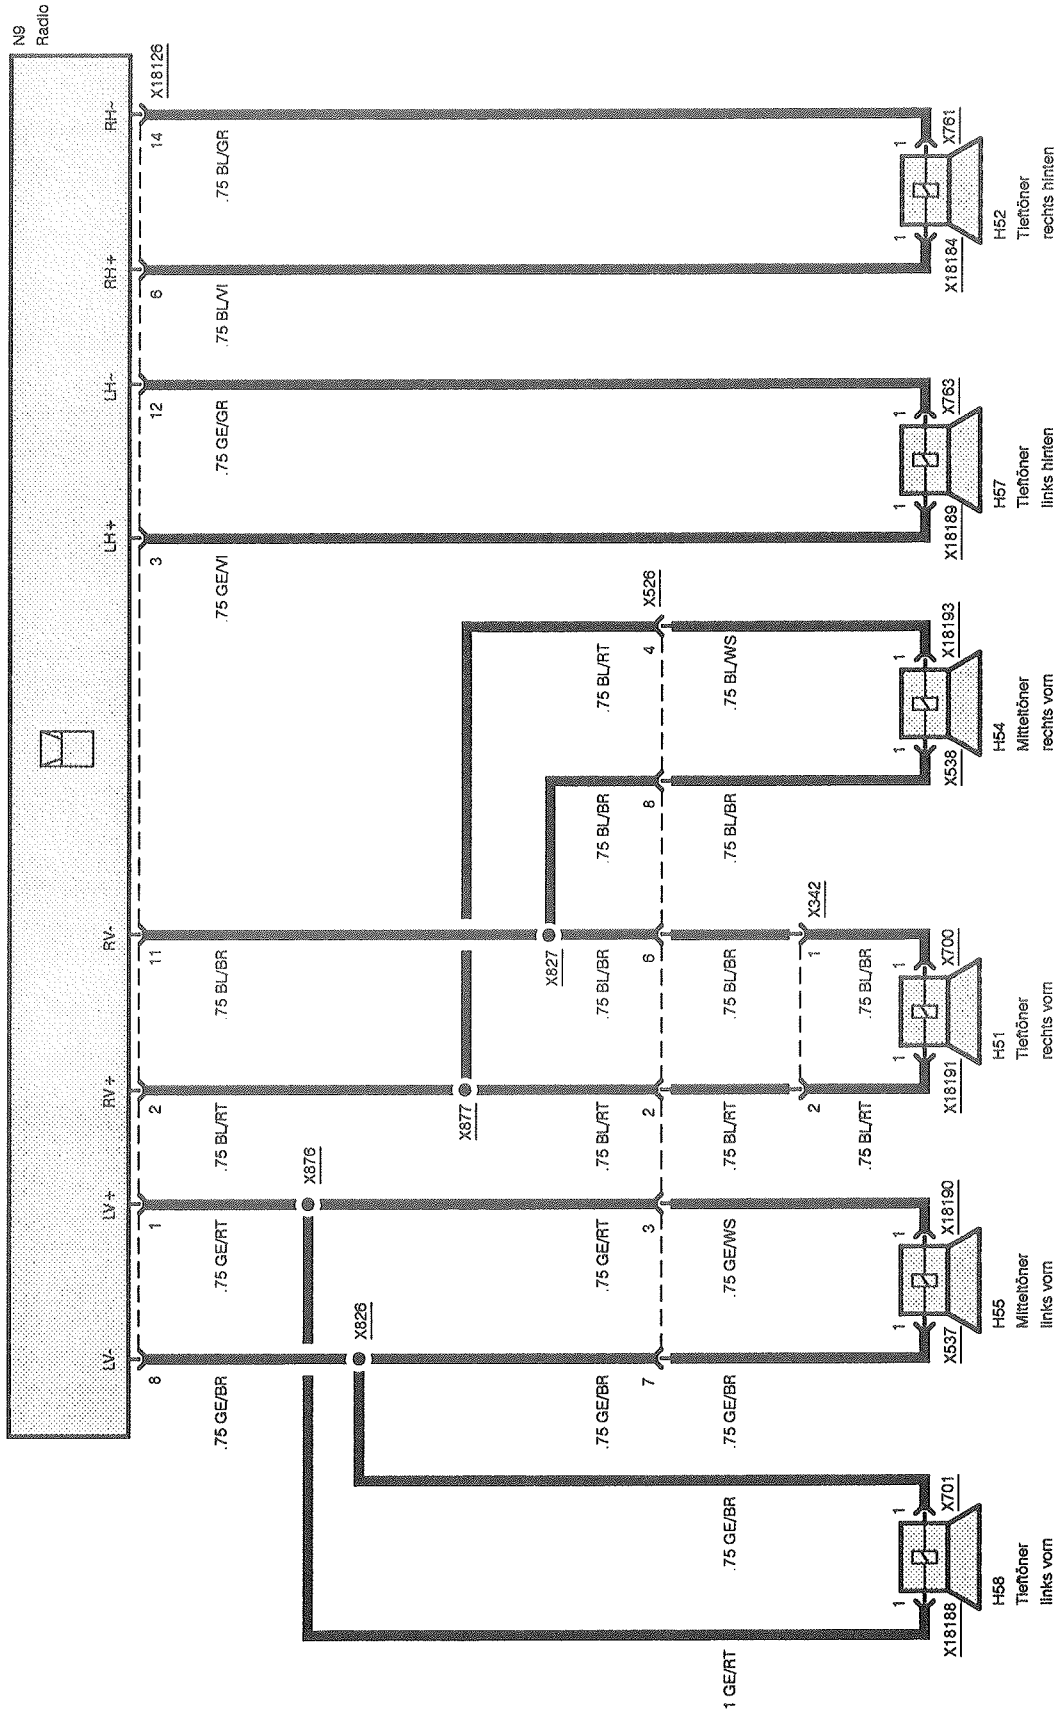 N9
Radio
LV-
LV+
RV+
RV-
LH+
LH-
RH+
RH-
8
1
2
11
3
12
6
14
X18126
.75 GE/BR
.75 GE/RT
.75 BL/RT
.75 BL/BR
.75 GE/VI
.75 GE/GR
.75 BL/VI
.75 BL/GR
X876
X826
X877
X827
.75 GE/BR
.75 GE/RT
.75 BL/RT
.75 BL/BR
.75 BL/BR
.75 BL/RT
7
3
2
6
8
4
X526
1 GE/RT
.75 GE/BR
.75 GE/BR
.75 GE/WS
.75 BL/RT
.75 BL/BR
.75 BL/BR
.75 BL/WS
2
1
X342
.75 BL/RT
.75 BL/BR
1
1
1
1
1
1
1
1
1
1
1
1
X18188
X701
X537
X18190
X18191
X700
X538
X18193
X18189
X763
X18184
X761
H58
Tieftöner
links vorn
H55
Mitteltöner
links vorn
H51
Tieftöner
rechts vorn
H54
Mitteltöner
rechts vorn
H57
Tieftöner
links hinten
H52
Tieftöner
rechts hinten